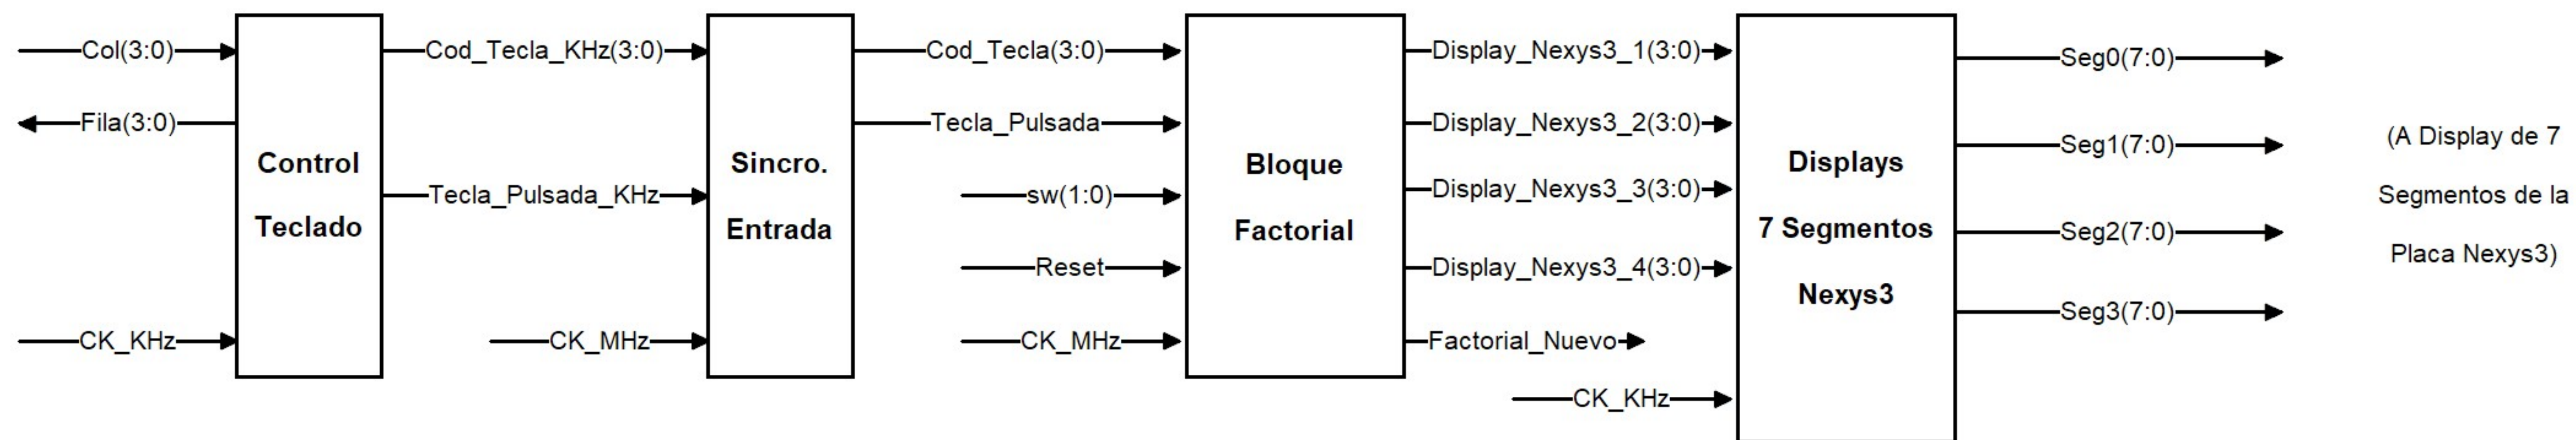 Col(3:0)
Fila(3:0)
CK_KHz
Control
Teclado
Cod_Tecla_KHz(3:0)
Tecla_Pulsada_KHz
CK_MHz
Sincro.
Entrada
Cod_Tecla(3:0)
Tecla_Pulsada
sw(1:0)
Reset
CK_MHz
Bloque
Factorial
Display_Nexys3_1(3:0)
Display_Nexys3_2(3:0)
Display_Nexys3_3(3:0)
Display_Nexys3_4(3:0)
Factorial_Nuevo
CK_KHz
Displays
7 Segmentos
Nexys3
Seg0(7:0)
Seg1(7:0)
Seg2(7:0)
Seg3(7:0)
(A Display de 7
Segmentos de la
Placa Nexys3)